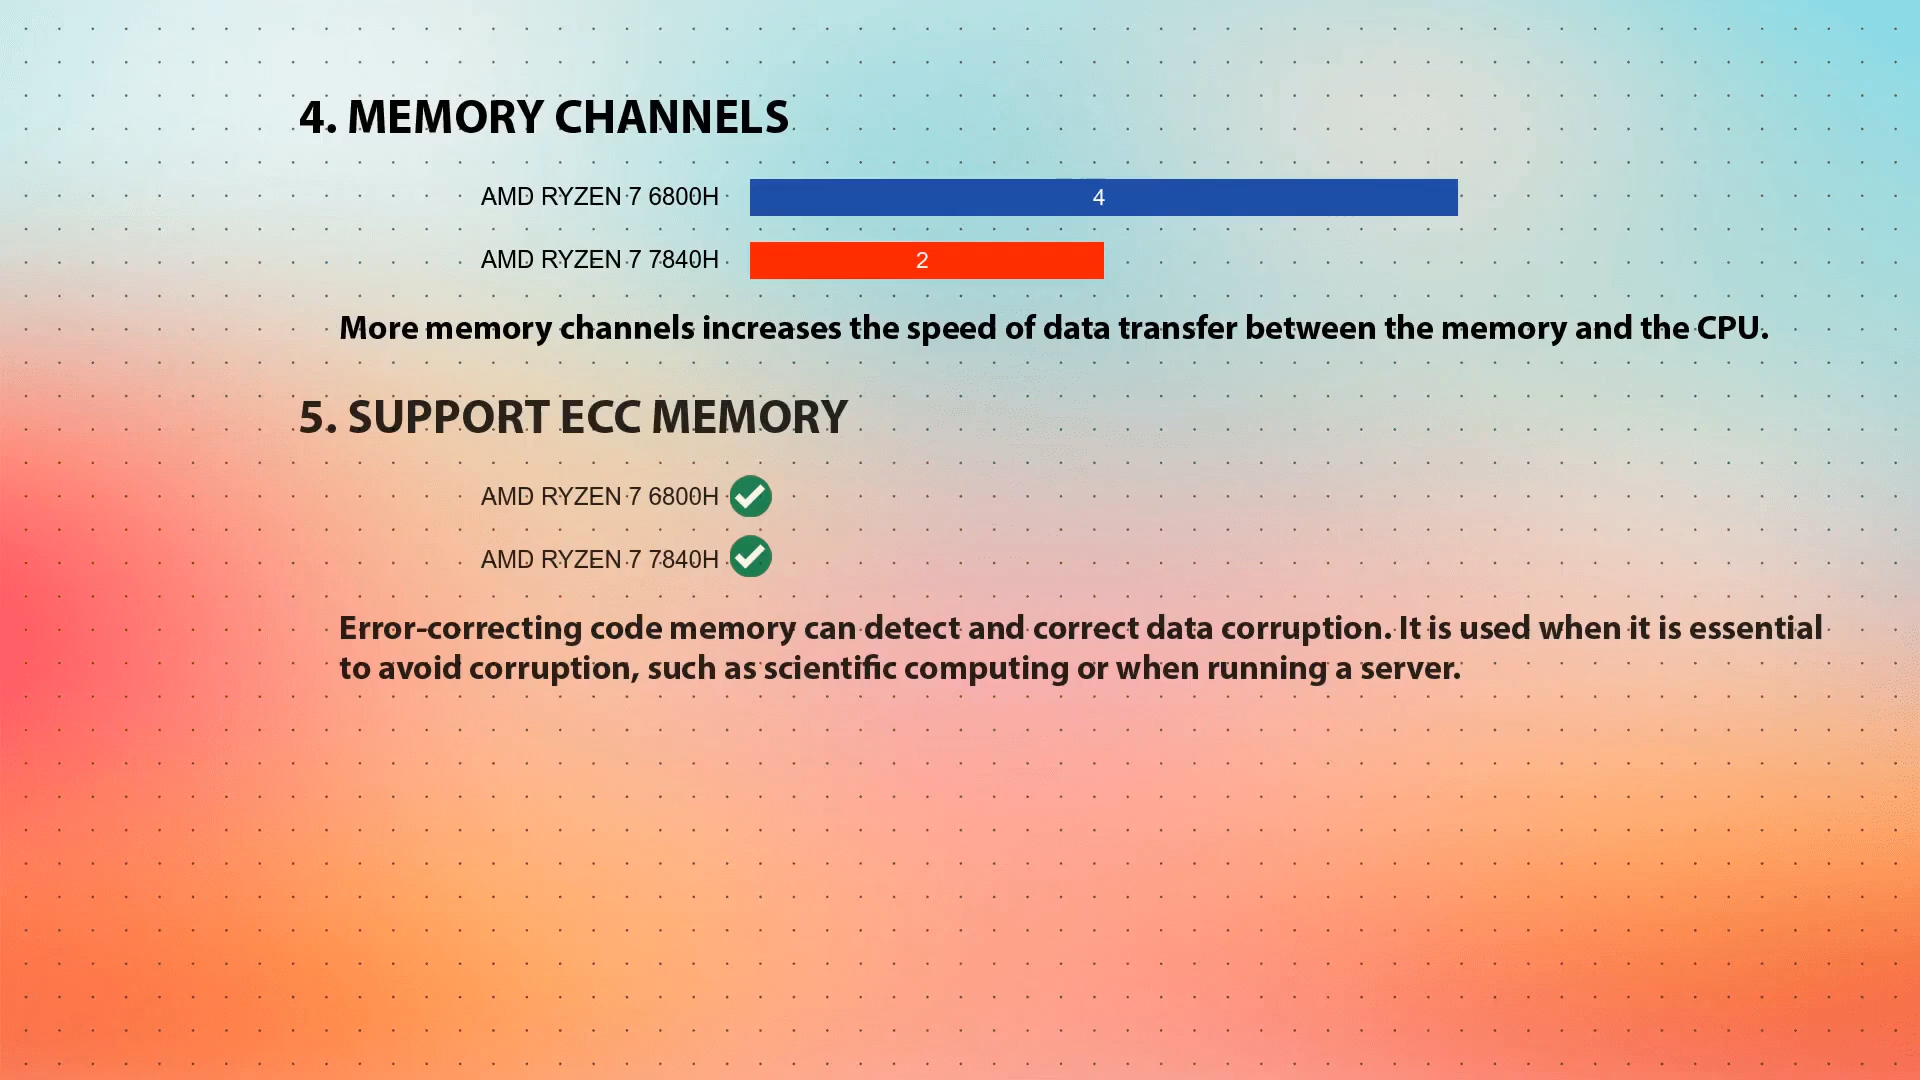 4. MEMORY CHANNELS
AMD RYZEN 7 6800H
4
AMD RYZEN 7 7840H
2
More memory channels increases the speed of data transfer between the memory and the CPU.
5. SUPPORT ECC MEMORY
AMD RYZEN 7 6800H
AMD RYZEN 7 7840H
Error-correcting code memory can detect and correct data corruption. It is used when it is essential
to avoid corruption, such as scientific computing or when running a server.